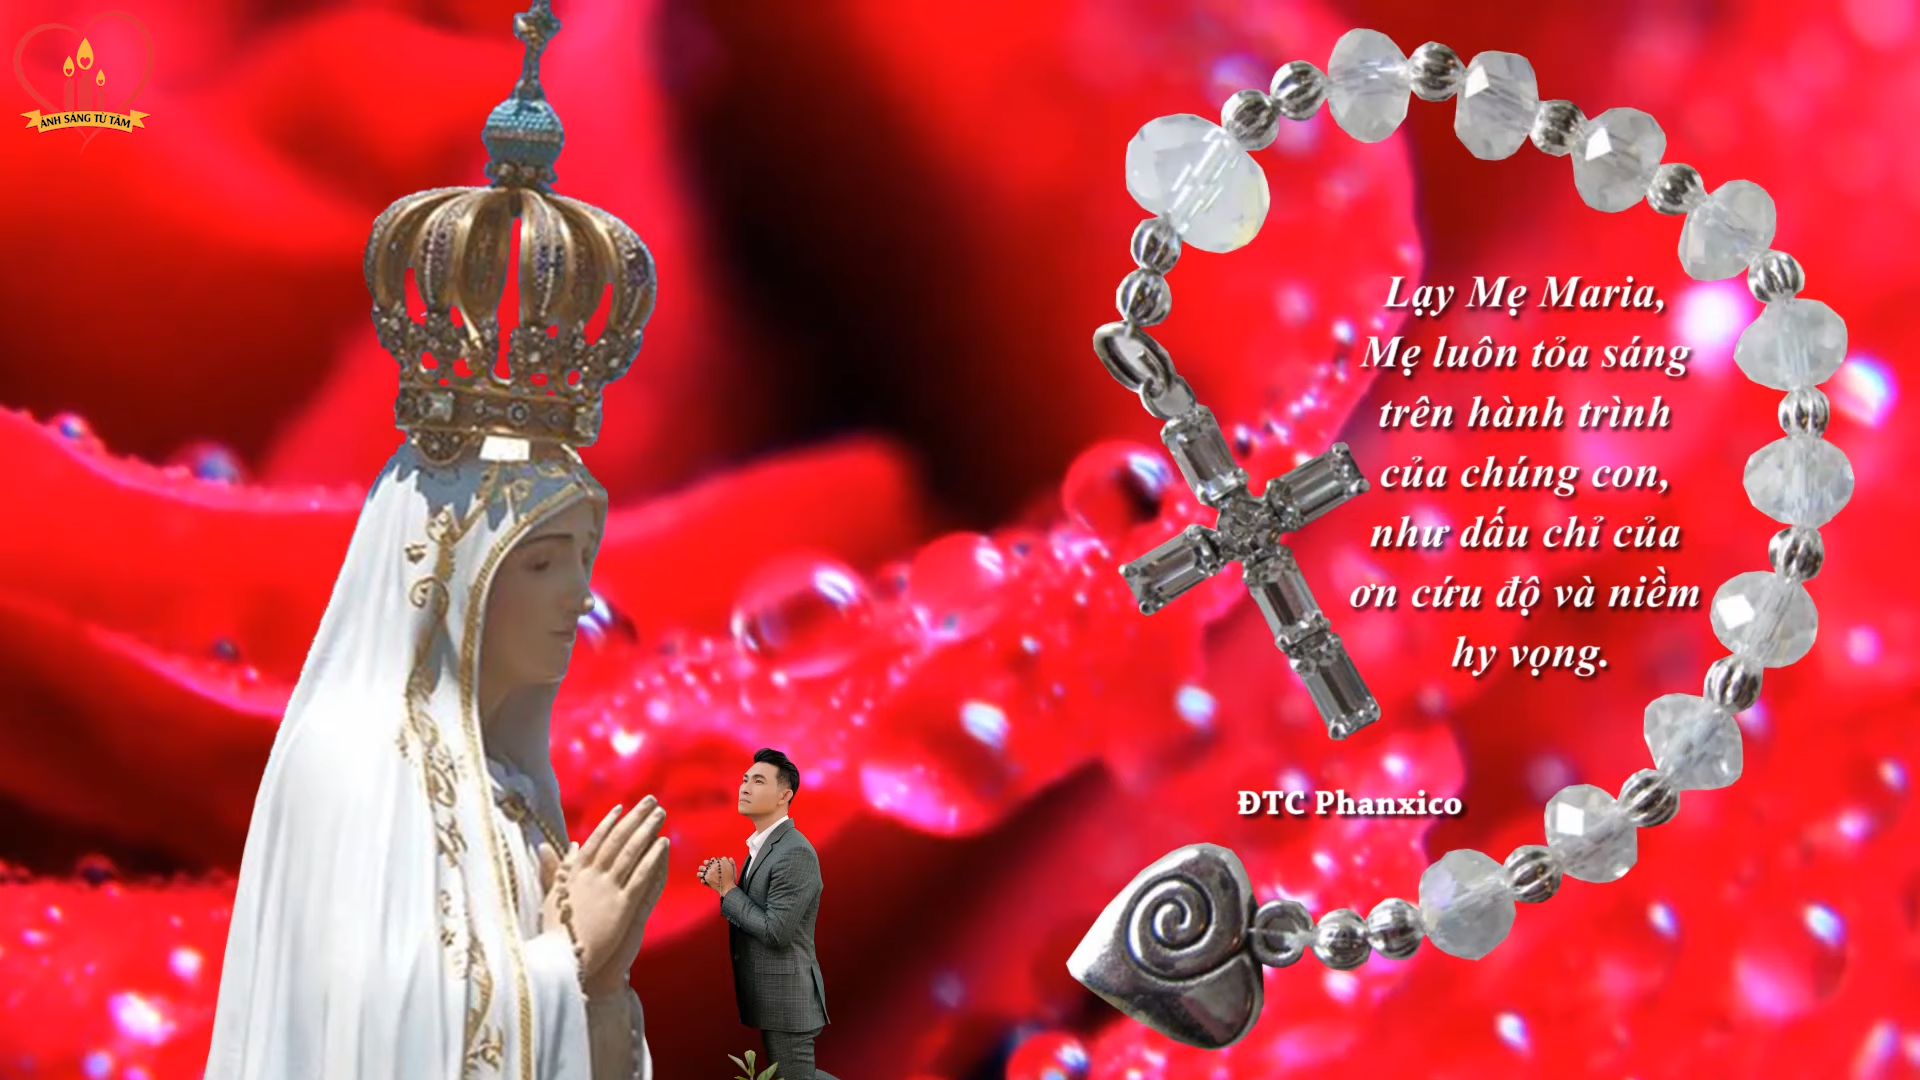 ÁNH SÁNG TỪ TÂM
Lạy Mẹ Maria,
Mẹ luôn tỏa sáng
trên hành trình
của chúng con,
như dấu chỉ của
ơn cứu độ và niềm
hy vọng.
ĐTC Phanxico